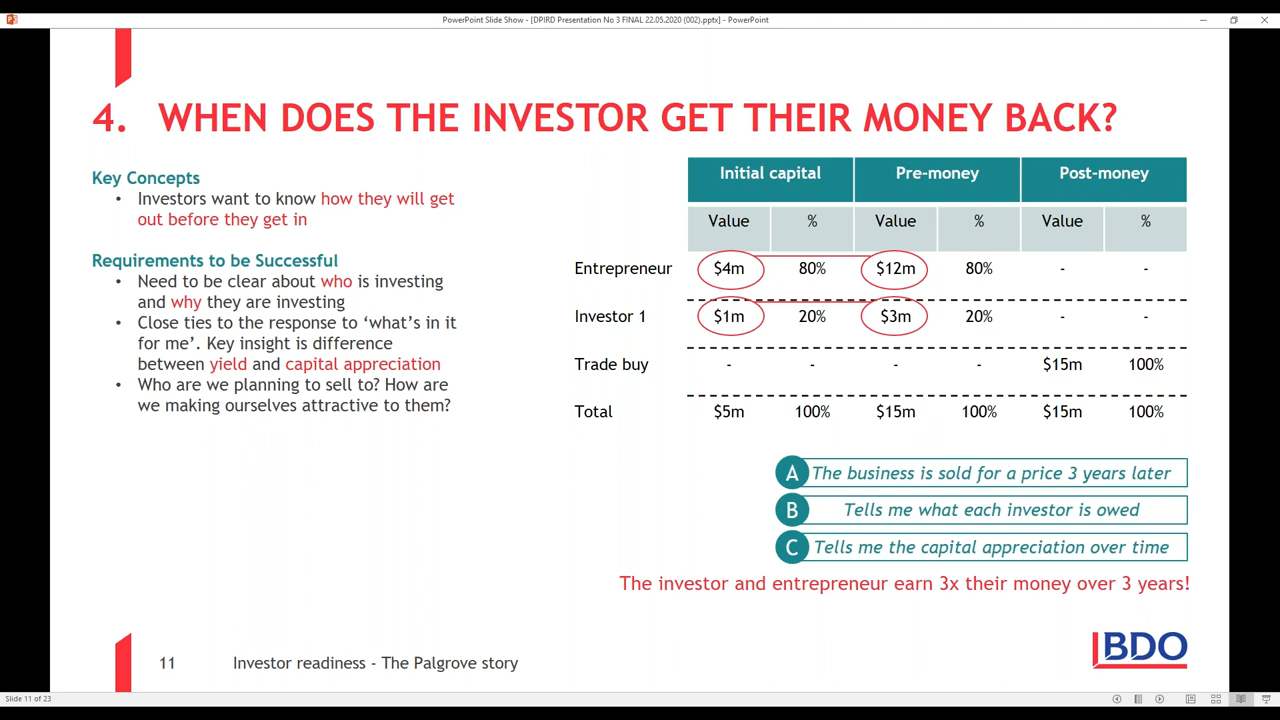 PowerPoint Slide Show - [DPIRD Presentation No 3 FINAL 22.05.2020 (002).pptx] - PowerPoint
4. WHEN DOES THE INVESTOR GET THEIR MONEY BACK?
Key Concepts
• Investors want to know how they will get
out before they get in
Requirements to be Successful
• Need to be clear about who is investing
and why they are investing
• Close ties to the response to ‘what’s in it
for me’. Key insight is difference
between yield and capital appreciation
• Who are we planning to sell to? How are
we making ourselves attractive to them?
Initial capital Pre-money Post-money
Value % Value % Value %
Entrepreneur $4m 80% $12m 80% - -
Investor 1 $1m 20% $3m 20% - -
Trade buy - - - - $15m 100%
Total $5m 100% $15m 100% $15m 100%
A The business is sold for a price 3 years later
B Tells me what each investor is owed
C Tells me the capital appreciation over time
The investor and entrepreneur earn 3x their money over 3 years!
11 Investor readiness - The Palgrove story
BDO
Slide 11 of 23